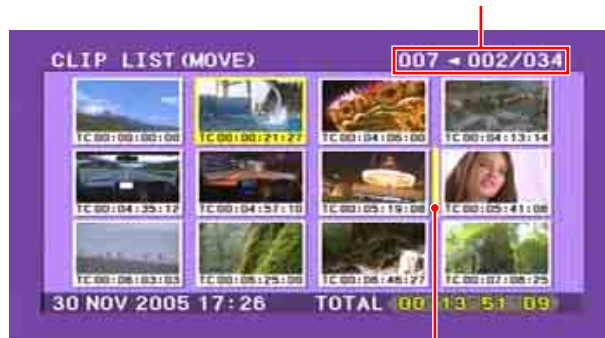 CLIP LIST(MOVE) 007 ◄ 002/034
TC 00:00:00:00 TC 00:00:21:27 TC 00:04:06:00 TC 00:04:13:14
TC 00:04:35:12 TC 00:04:57:10 TC 00:05:19:08 TC 00:05:41:06
TC 00:06:03:03 TC 00:06:25:00 TC 00:06:46:27 TC 00:07:08:25
30 NOV 2005 17:26 TOTAL 00 13 51 09